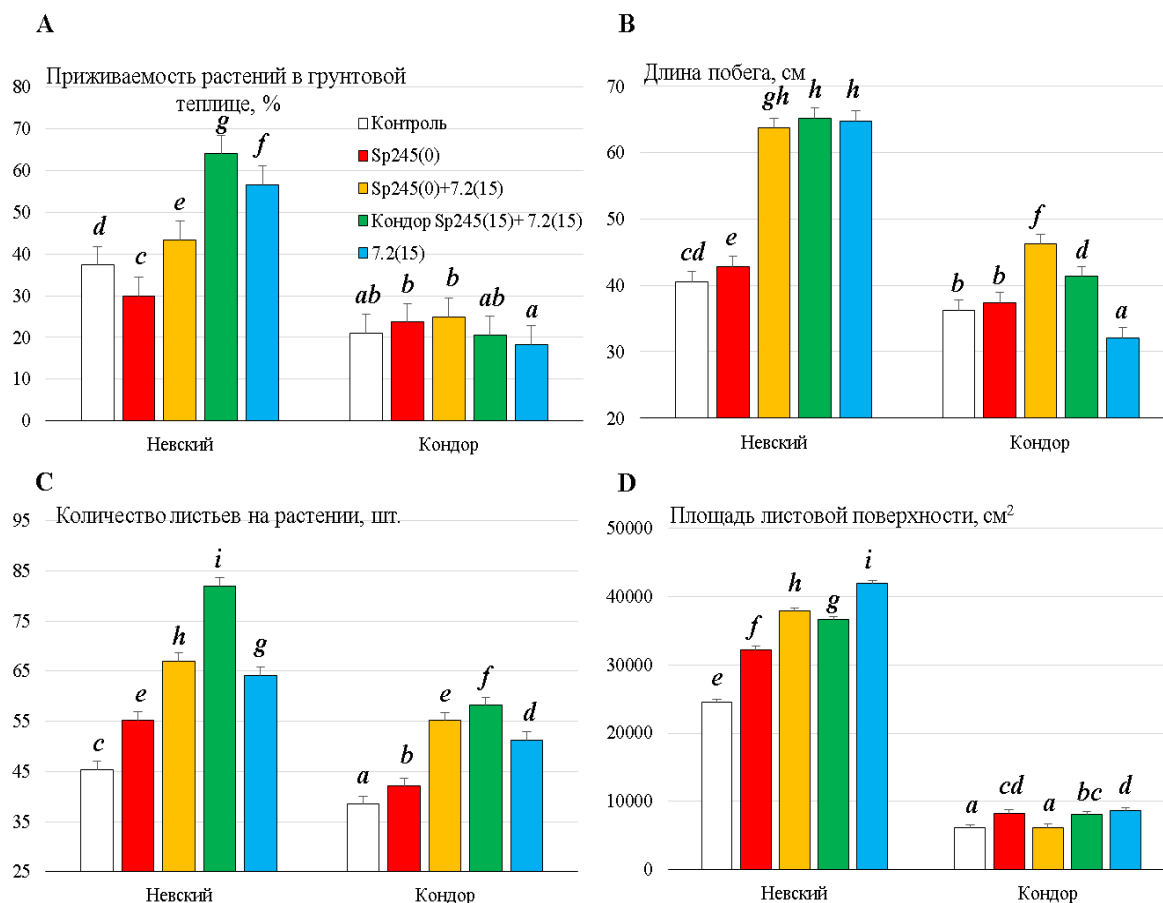 A
Приживаемость растений в грунтовой
теплице, %
80
70
60
50
40
30
20
10
0
d
c
e
g
f
ab
b
b
ab
a
Контроль
Sp245(0)
Sp245(0)+7.2(15)
Кондор Sp245(15)+ 7.2(15)
7.2(15)
Невский
Кондор
B
Длина побега, см
70
60
50
40
30
20
cd
e
gh
h
h
b
b
f
d
a
Невский
Кондор
C
Количество листьев на растении, шт.
95
85
75
65
55
45
35
25
c
e
h
i
g
a
b
e
f
d
Невский
Кондор
D
Площадь листовой поверхности, см²
50000
40000
30000
20000
10000
0
e
f
h
g
i
a
cd
a
bc
d
Невский
Кондор